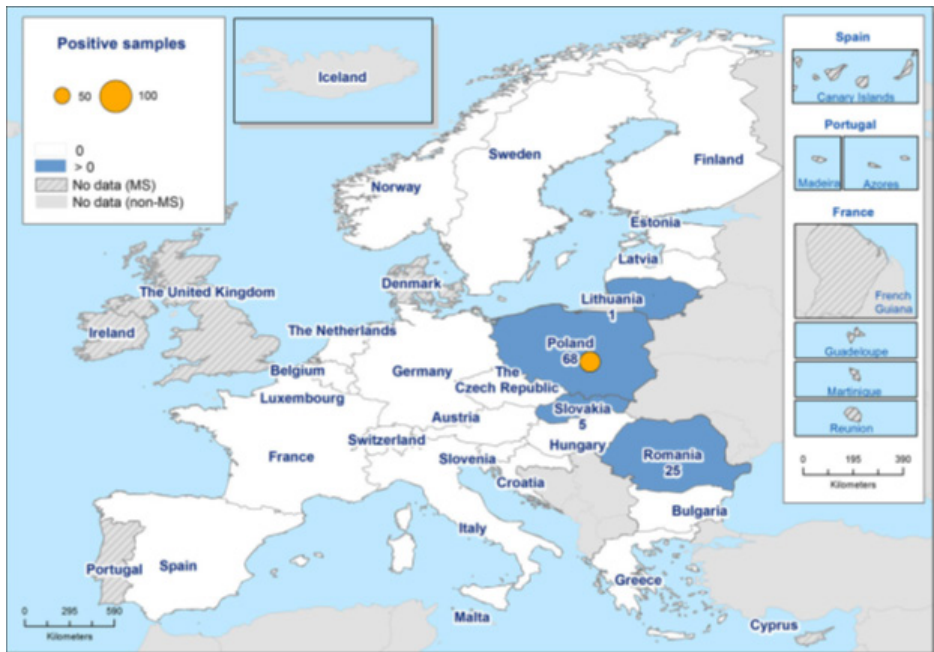 Positive samples
50
100
0
> 0
No data (MS)
No data (non-MS)
Iceland
Spain
Canary Islands
Portugal
Madeira
Azores
France
French
Guiana
Guadeloupe
Martinique
Reunion
0 195 390
Kilometers
Sweden
Finland
Norway
Estonia
Latvia
Denmark
Lithuania
1
The United Kingdom
Ireland
The Netherlands
Poland
68
Belgium
Germany
The
Czech Republic
Luxembourg
Slovakia
5
Austria
Switzerland
Hungary
France
Slovenia
Romania
25
Croatia
Bulgaria
Italy
Portugal
Spain
Greece
Malta
Cyprus
0 295 590
Kilometers